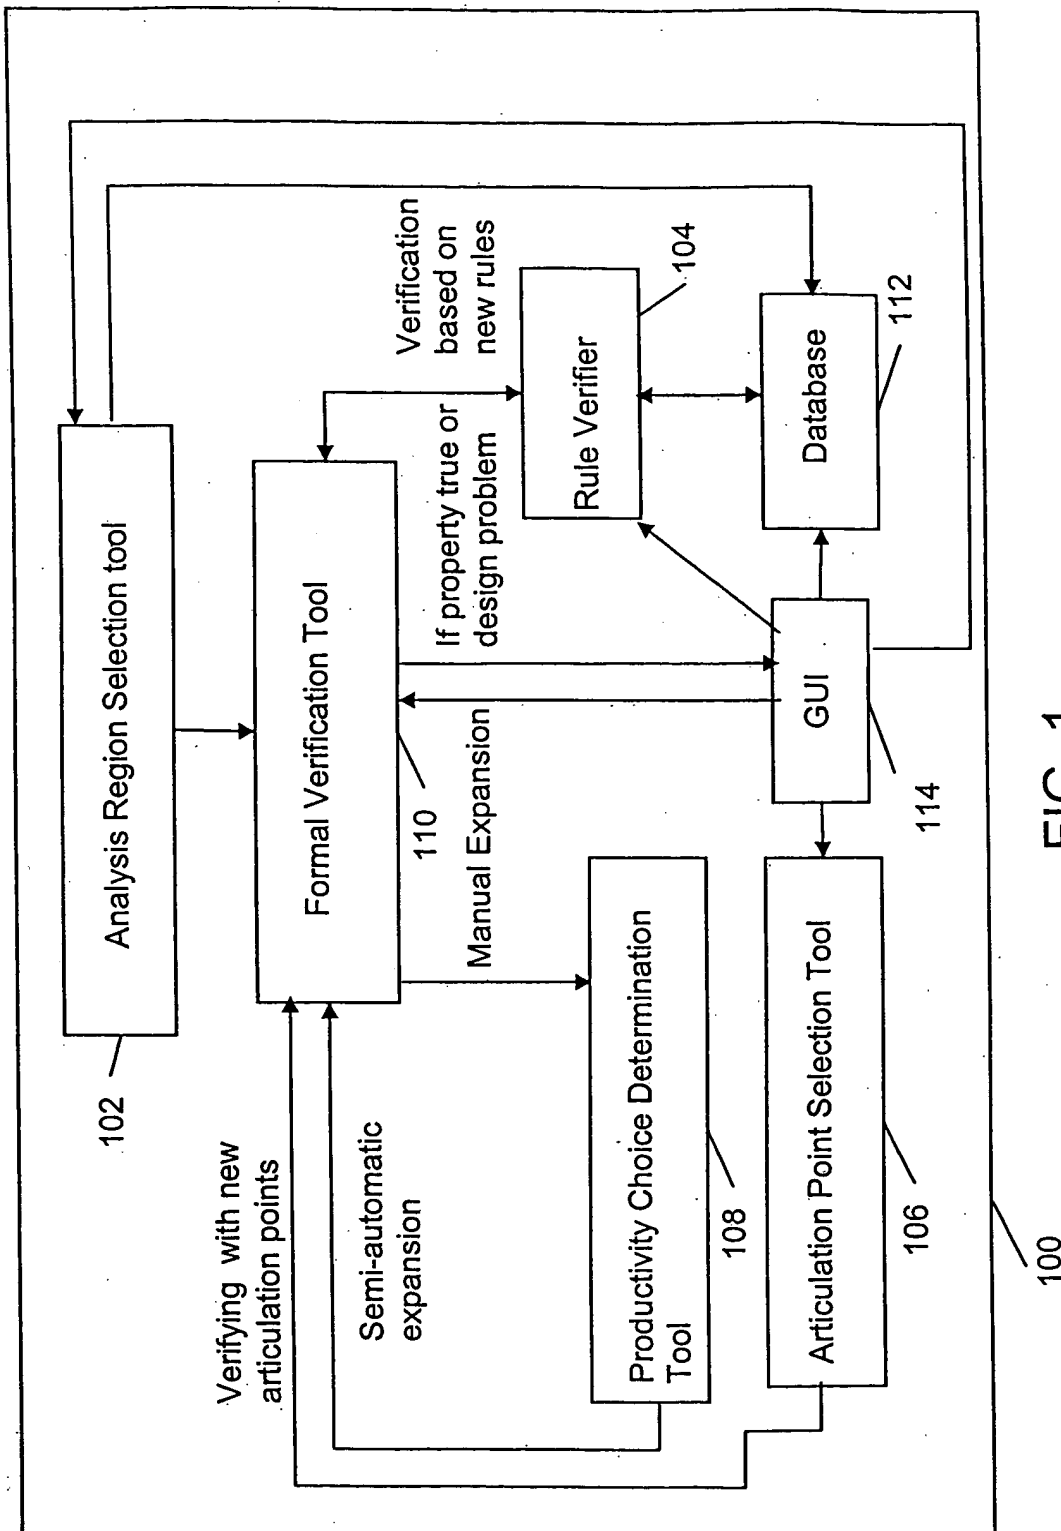 Analysis Region Selection tool
102
Verifying with new
articulation points
Semi-automatic
expansion
Formal Verification Tool
110
Manual Expansion
If property true or
design problem
Verification
based on
new rules
Rule Verifier
104
Productivity Choice Determination
Tool
108
Articulation Point Selection Tool
106
GUI
114
Database
112
100